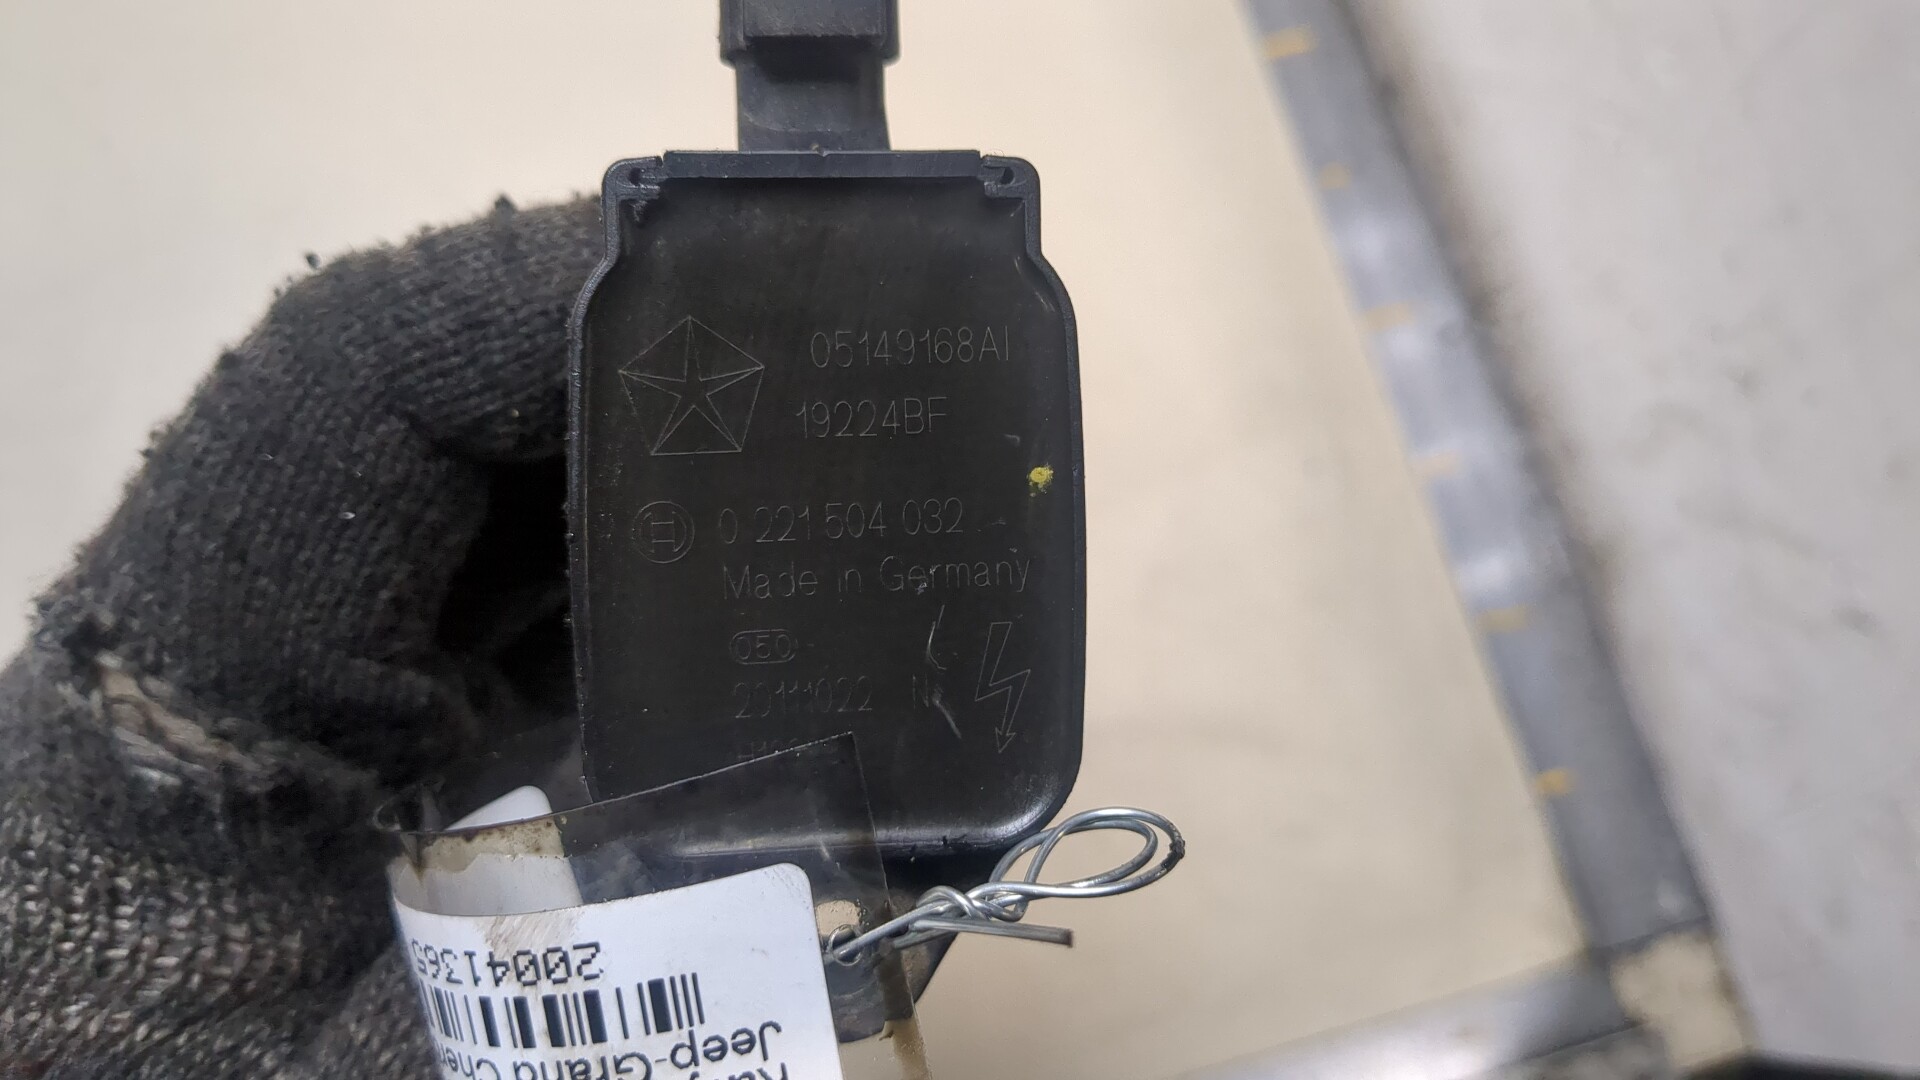 05149168AI
19224BF
0 221 504 032
Made in Germany
050
20111022
20041365
Jeep-Grand